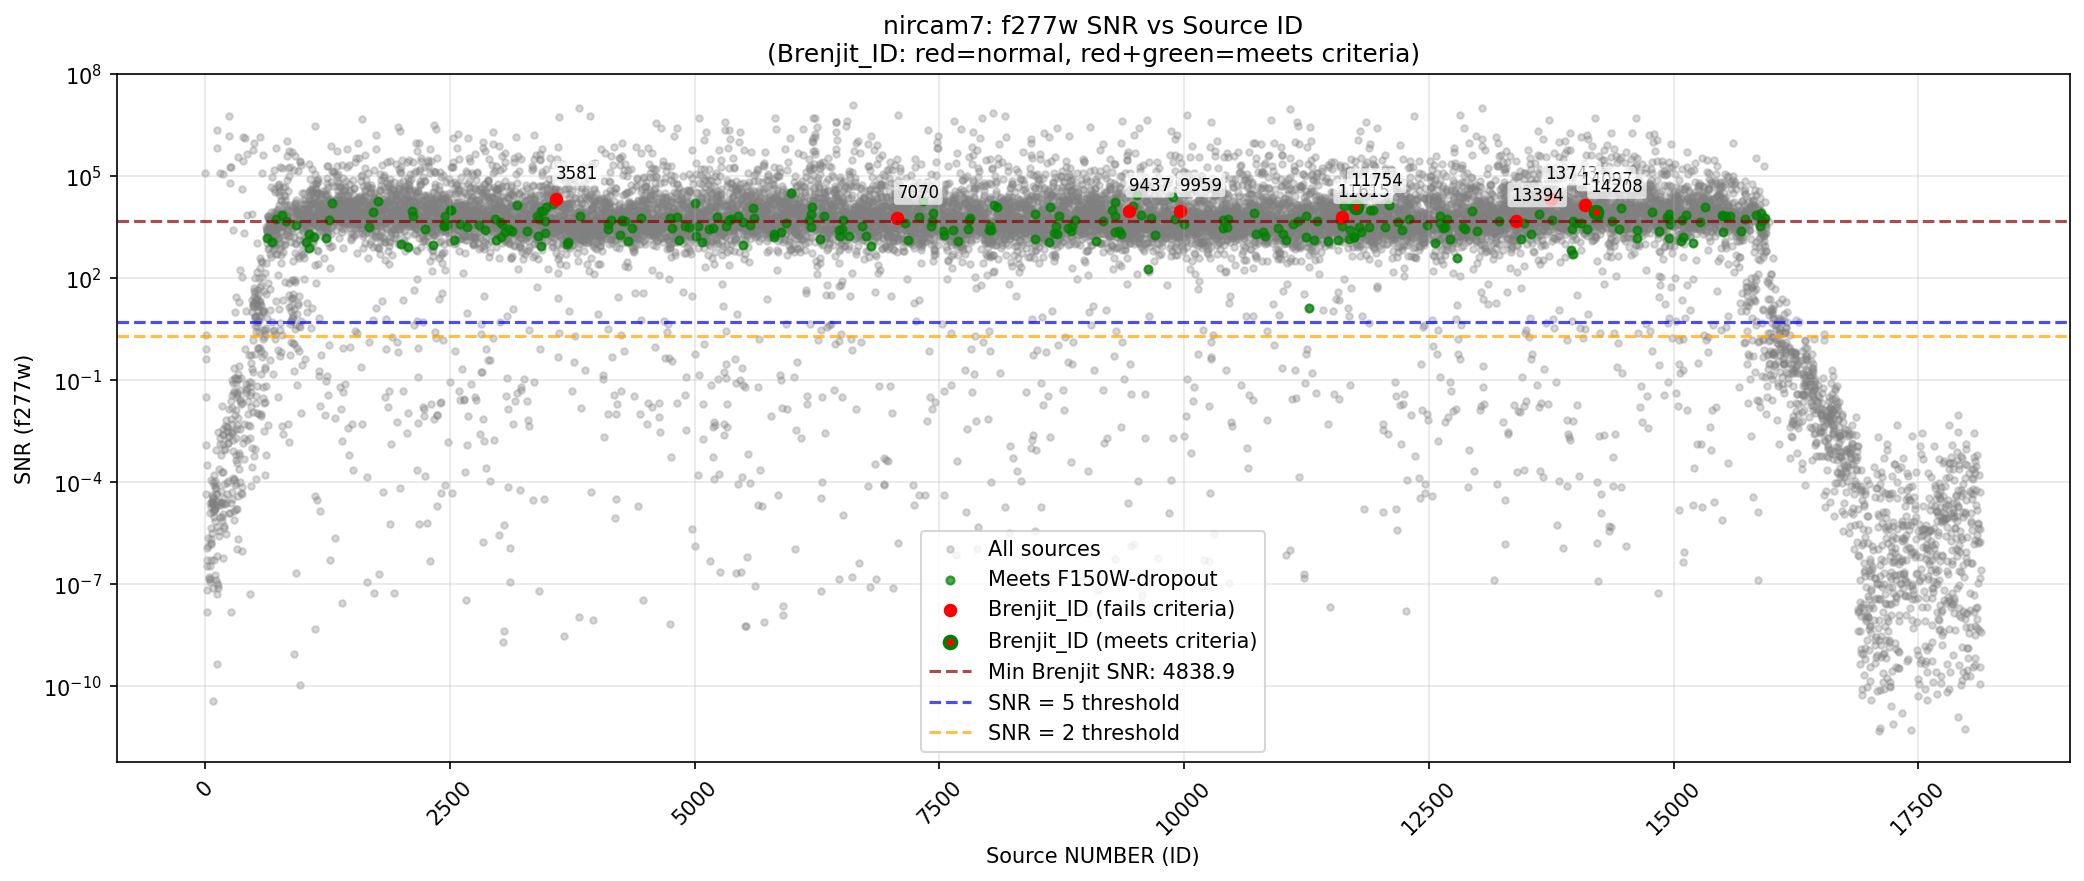 nircam7: f277w SNR vs Source ID
(Brenjit_ID: red=normal, red+green=meets criteria)
SNR (f277w)
10^8
10^5
10^2
10^−1
10^−4
10^−7
10^−10
3581
7070
9437
9959
11615
11754
13394
14208
All sources
Meets F150W-dropout
Brenjit_ID (fails criteria)
Brenjit_ID (meets criteria)
Min Brenjit SNR: 4838.9
SNR = 5 threshold
SNR = 2 threshold
0
2500
5000
7500
10000
12500
15000
17500
Source NUMBER (ID)